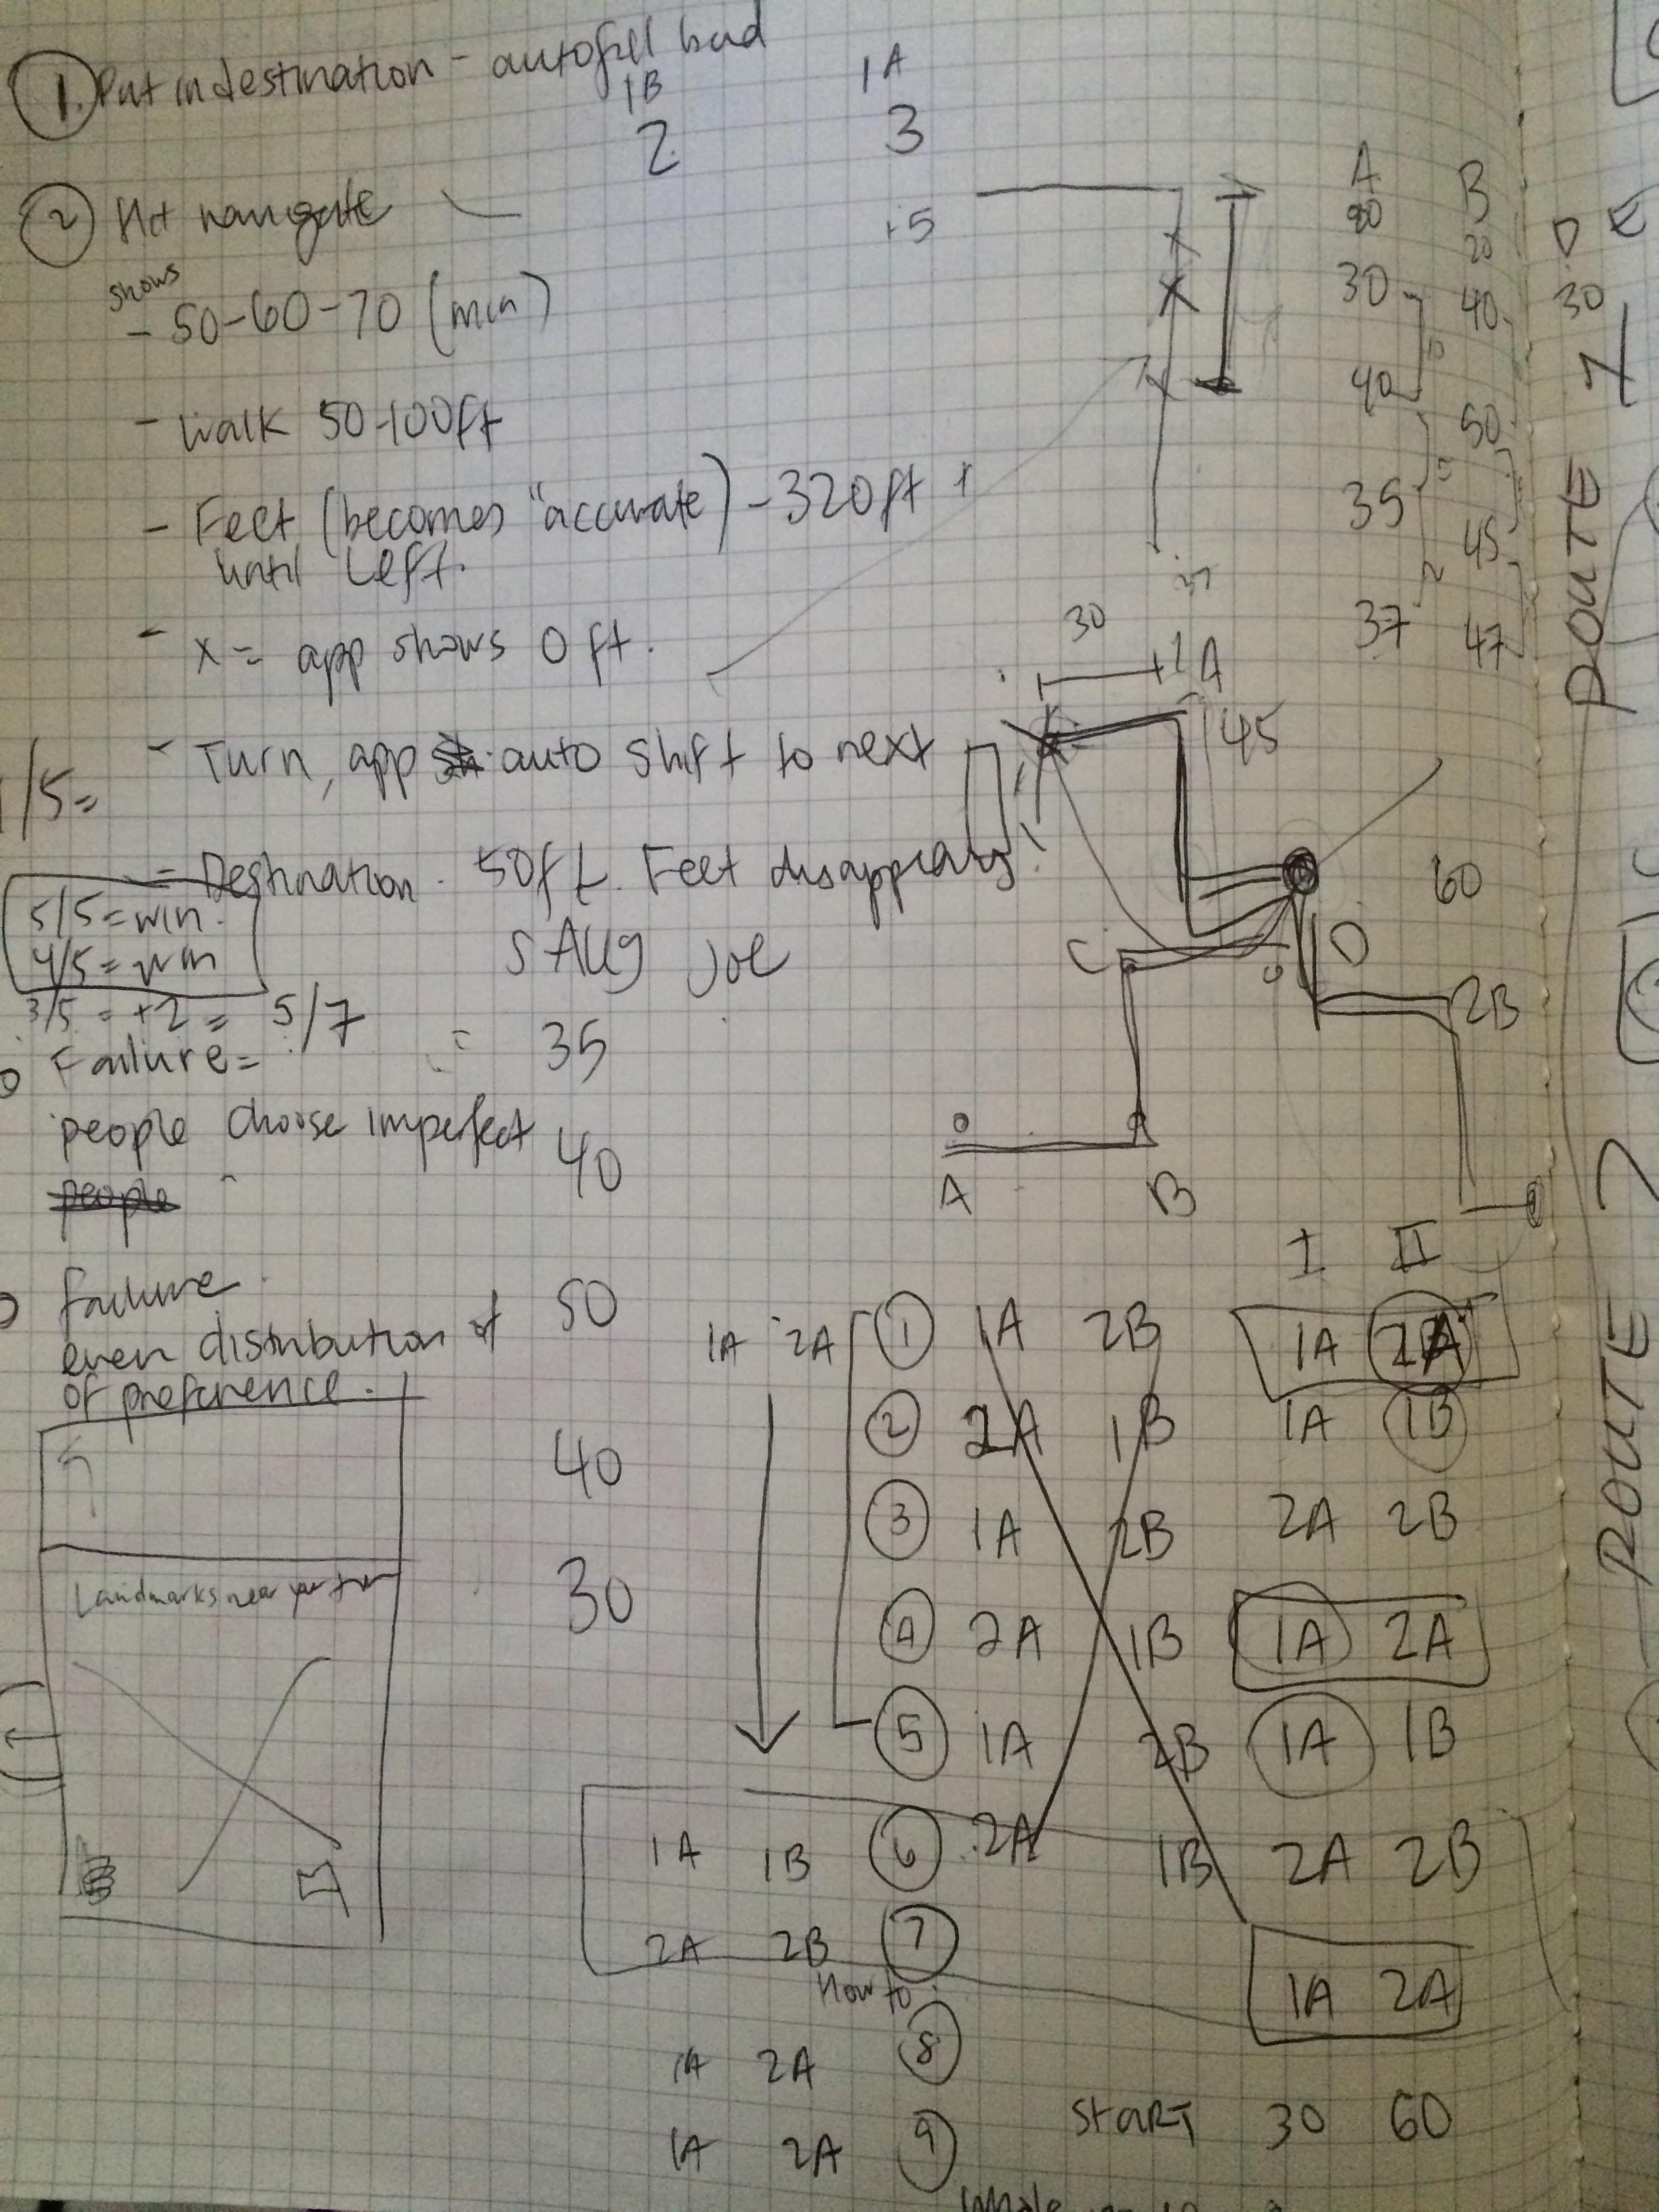 1. Put in destination - autofill bad
1B 1A
2 3
2 Hit navigate
+5
shows
- 50-60-70 (min)
- Walk 50-100ft
- Feet (becomes "accurate") - 320ft
until Left.
- x = app shows 0 ft.
- Turn, app auto shift to next
- Destination. 50ft. Feet disappears!
/5=
5/5 = win.
4/5 = win
3/5 = +2 = 5/7
Failure =
people choose imperfect
people
failure
even distribution of
of preference.
Landmarks near your turn
5 Aug Joe
35
40
50
40
30
A B
20
30 40
40 50
35 45
37 47
10
2
D E
30
ROUTE 1
ROUTE 2
30
2A
45
60
C D
2B
A B
I II
1A 2A
1 1A 2B 1A 2A
2 2A 1B 1A 1B
3 1A 2B 2A 2B
4 2A 1B 1A 2A
5 1A 2B 1A 1B
1A 1B 6 2A 1B 2A 2B
2A 2B 7
How to
1A 2A
1A 2A 8
START 30 60
1A 2A 9